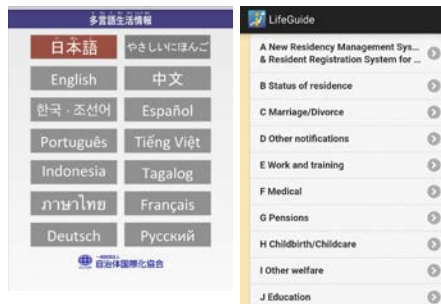 多言語生活情報
日本語
やさしいにほんご
English
中文
한국·조선어
Español
Português
Tiếng Việt
Indonesia
Tagalog
ภาษาไทย
Français
Deutsch
Русский
自治体国際化協会
LifeGuide
A New Residency Management Sys...
& Resident Registration System for ...
B Status of residence
C Marriage/Divorce
D Other notifications
E Work and training
F Medical
G Pensions
H Childbirth/Childcare
I Other welfare
J Education